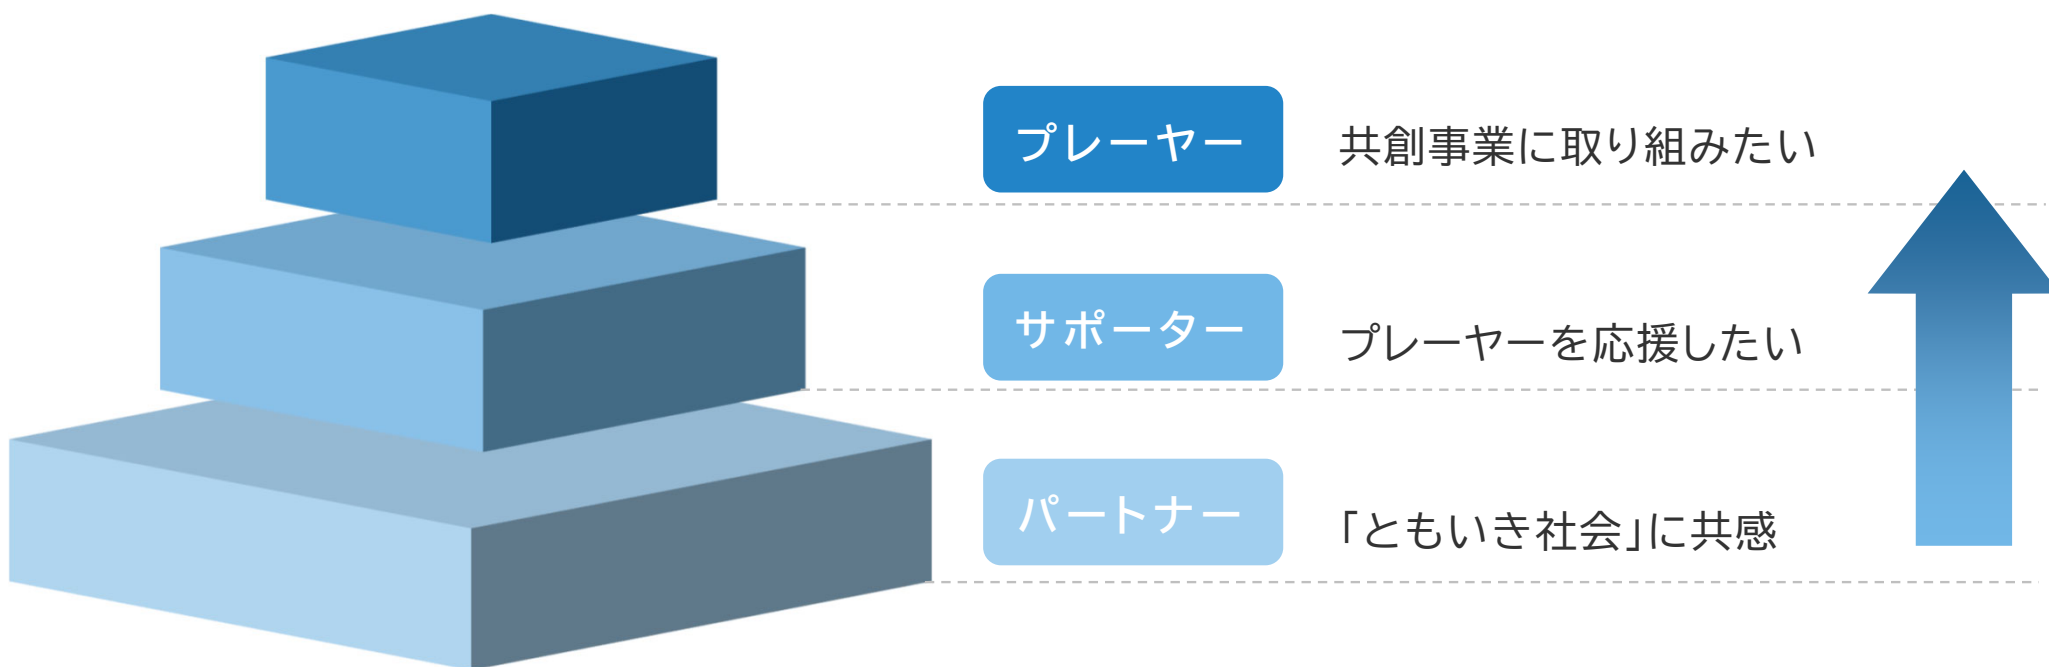 プレーヤー
共創事業に取り組みたい
サポーター
プレーヤーを応援したい
パートナー
「ともいき社会」に共感